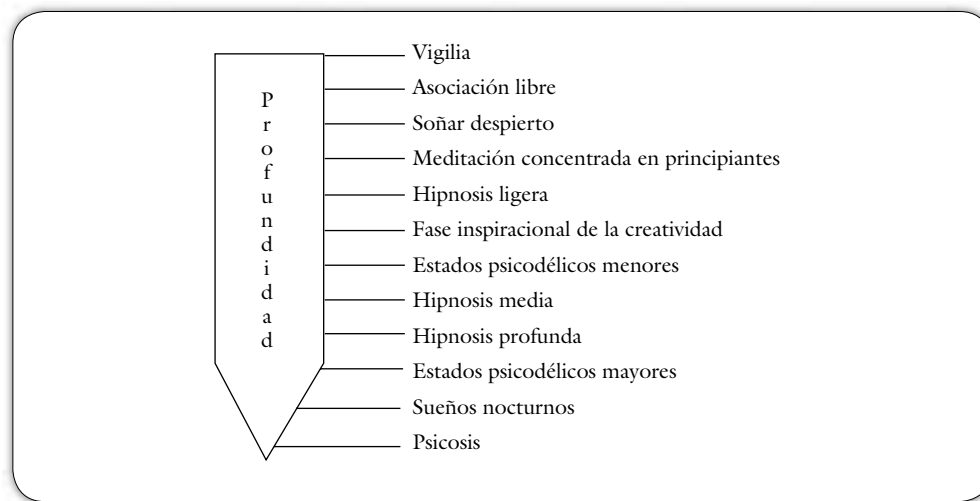 Profundidad
Vigilia
Asociación libre
Soñar despierto
Meditación concentrada en principiantes
Hipnosis ligera
Fase inspiracional de la creatividad
Estados psicodélicos menores
Hipnosis media
Hipnosis profunda
Estados psicodélicos mayores
Sueños nocturnos
Psicosis